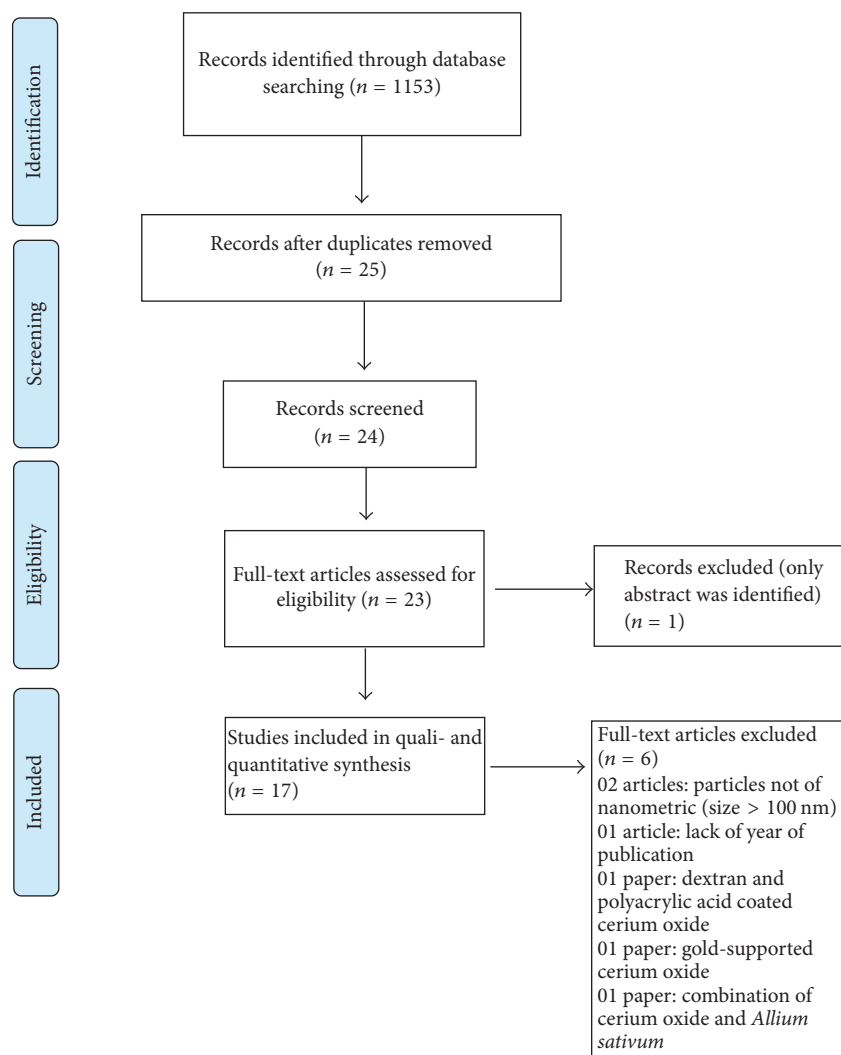 Identification
Records identified through database
searching (n = 1153)
Records after duplicates removed
(n = 25)
Screening
Records screened
(n = 24)
Eligibility
Full-text articles assessed for
eligibility (n = 23)
Records excluded (only
abstract was identified)
(n = 1)
Included
Studies included in quali- and
quantitative synthesis
(n = 17)
Full-text articles excluded
(n = 6)
02 articles: particles not of
nanometric (size > 100 nm)
01 article: lack of year of
publication
01 paper: dextran and
polyacrylic acid coated
cerium oxide
01 paper: gold-supported
cerium oxide
01 paper: combination of
cerium oxide and Allium
sativum